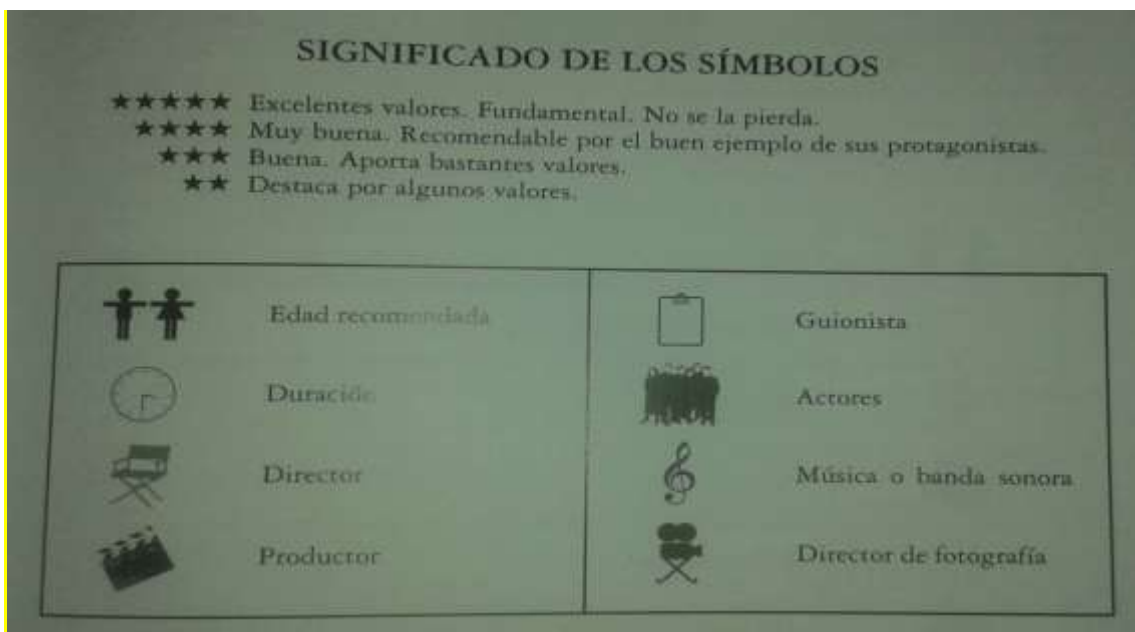 SIGNIFICADO DE LOS SÍMBOLOS
★★★★★ Excelentes valores. Fundamental. No se la pierda.
★★★★ Muy buena. Recomendable por el buen ejemplo de sus protagonistas.
★★★ Buena. Aporta bastantes valores.
★★ Destaca por algunos valores.
Edad recomendada
Duración
Director
Productor
Guionista
Actores
Música o banda sonora
Director de fotografía